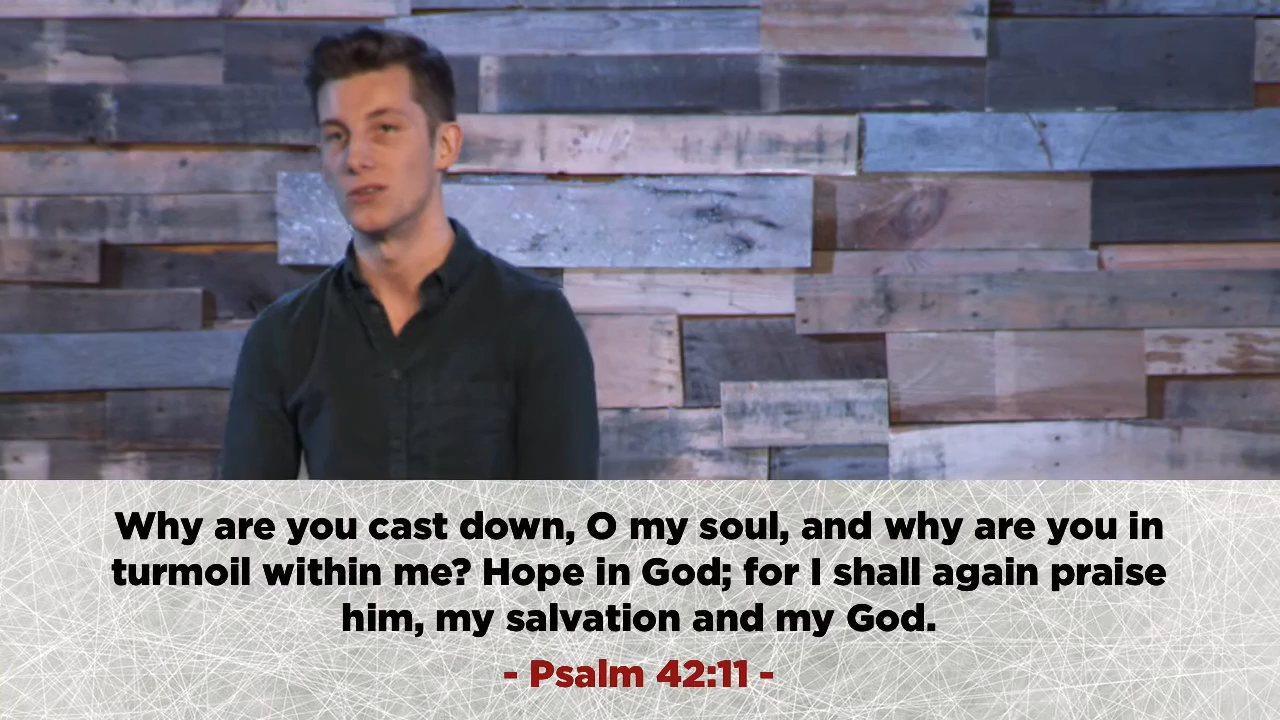 Why are you cast down, O my soul, and why are you in
turmoil within me? Hope in God; for I shall again praise
him, my salvation and my God.
- Psalm 42:11 -